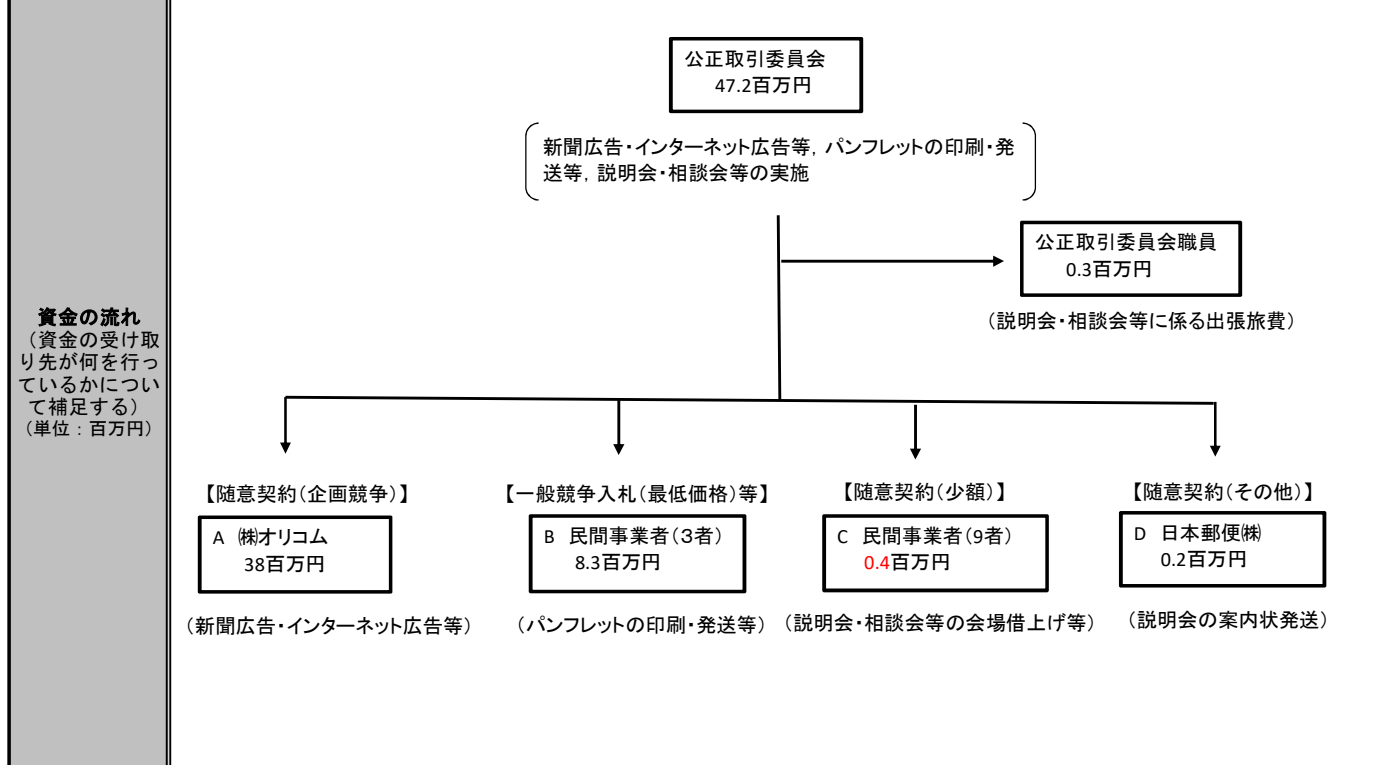 資金の流れ
（資金の受け取
り先が何を行っ
ているかについ
て補足する）
（単位：百万円）
公正取引委員会
47.2百万円
新聞広告・インターネット広告等，パンフレットの印刷・発
送等，説明会・相談会等の実施
公正取引委員会職員
0.3百万円
（説明会・相談会等に係る出張旅費）
【随意契約（企画競争）】
A　㈱オリコム
38百万円
（新聞広告・インターネット広告等）
【一般競争入札（最低価格）等】
B　民間事業者（３者）
8.3百万円
（パンフレットの印刷・発送等）
【随意契約（少額）】
C　民間事業者（9者）
0.4百万円
（説明会・相談会等の会場借上げ等）
【随意契約（その他）】
D　日本郵便㈱
0.2百万円
（説明会の案内状発送）